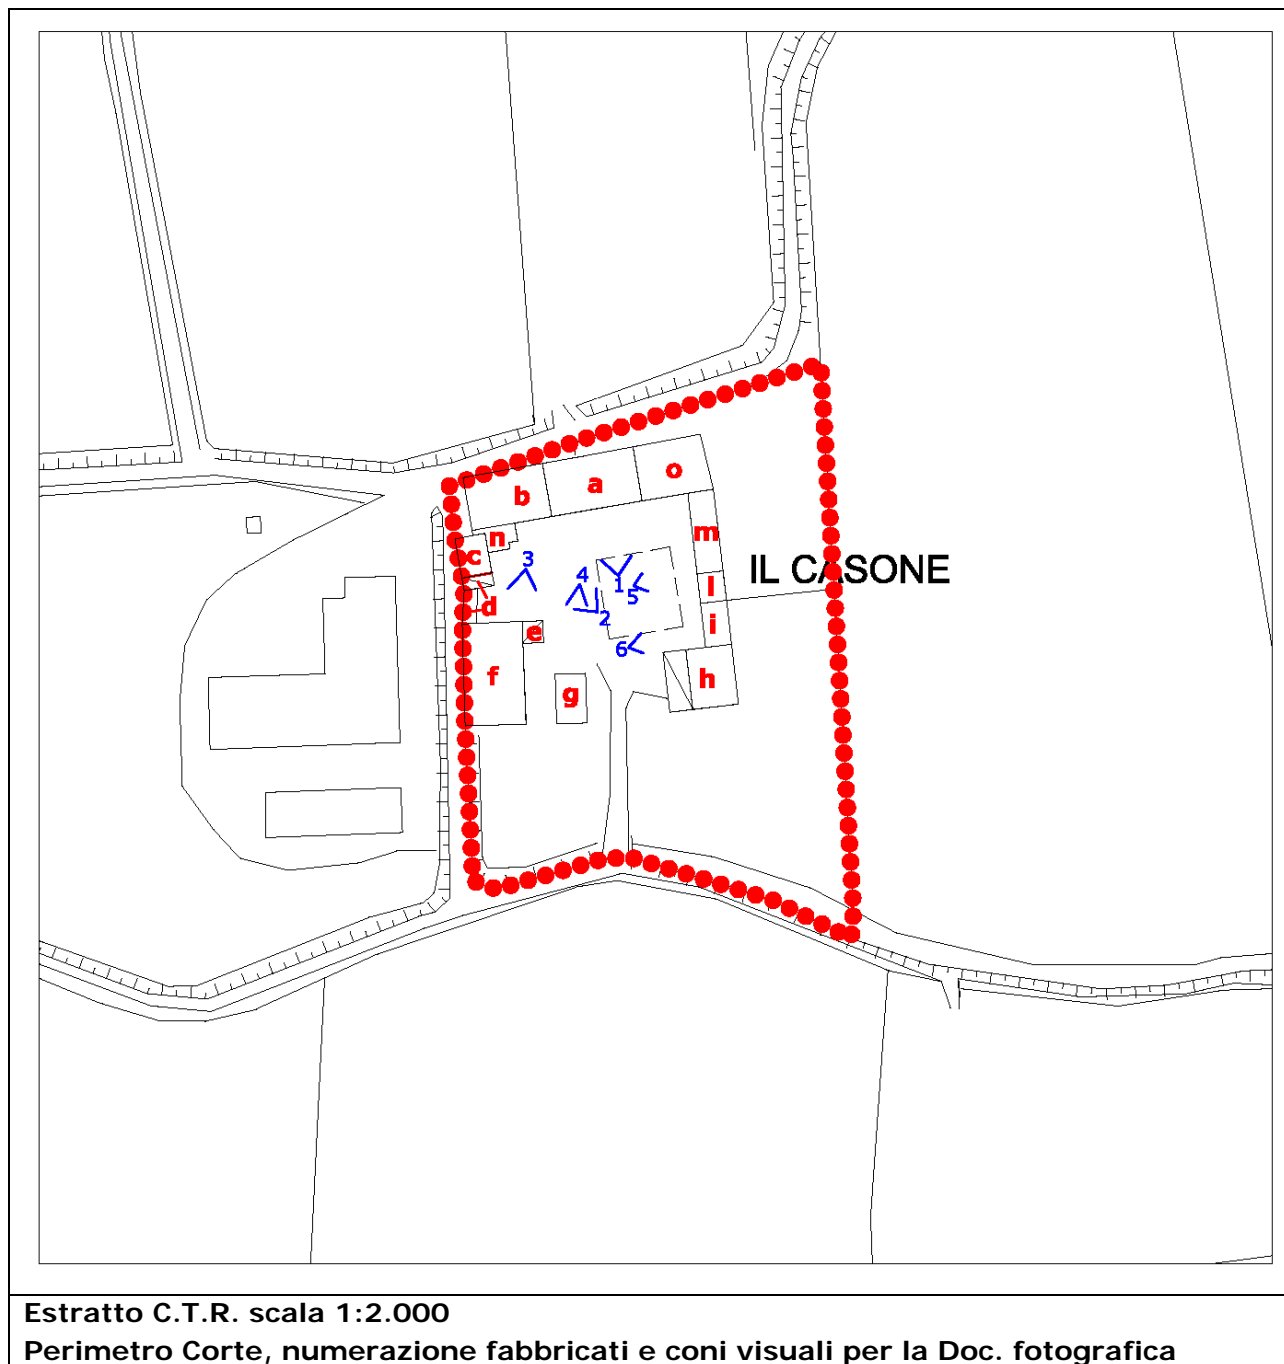 o
a
b
m
n
3
c
IL CASONE
4
1
l
5
d
2
i
e
6
f
h
g
Estratto C.T.R. scala 1:2.000
Perimetro Corte, numerazione fabbricati e coni visuali per la Doc. fotografica